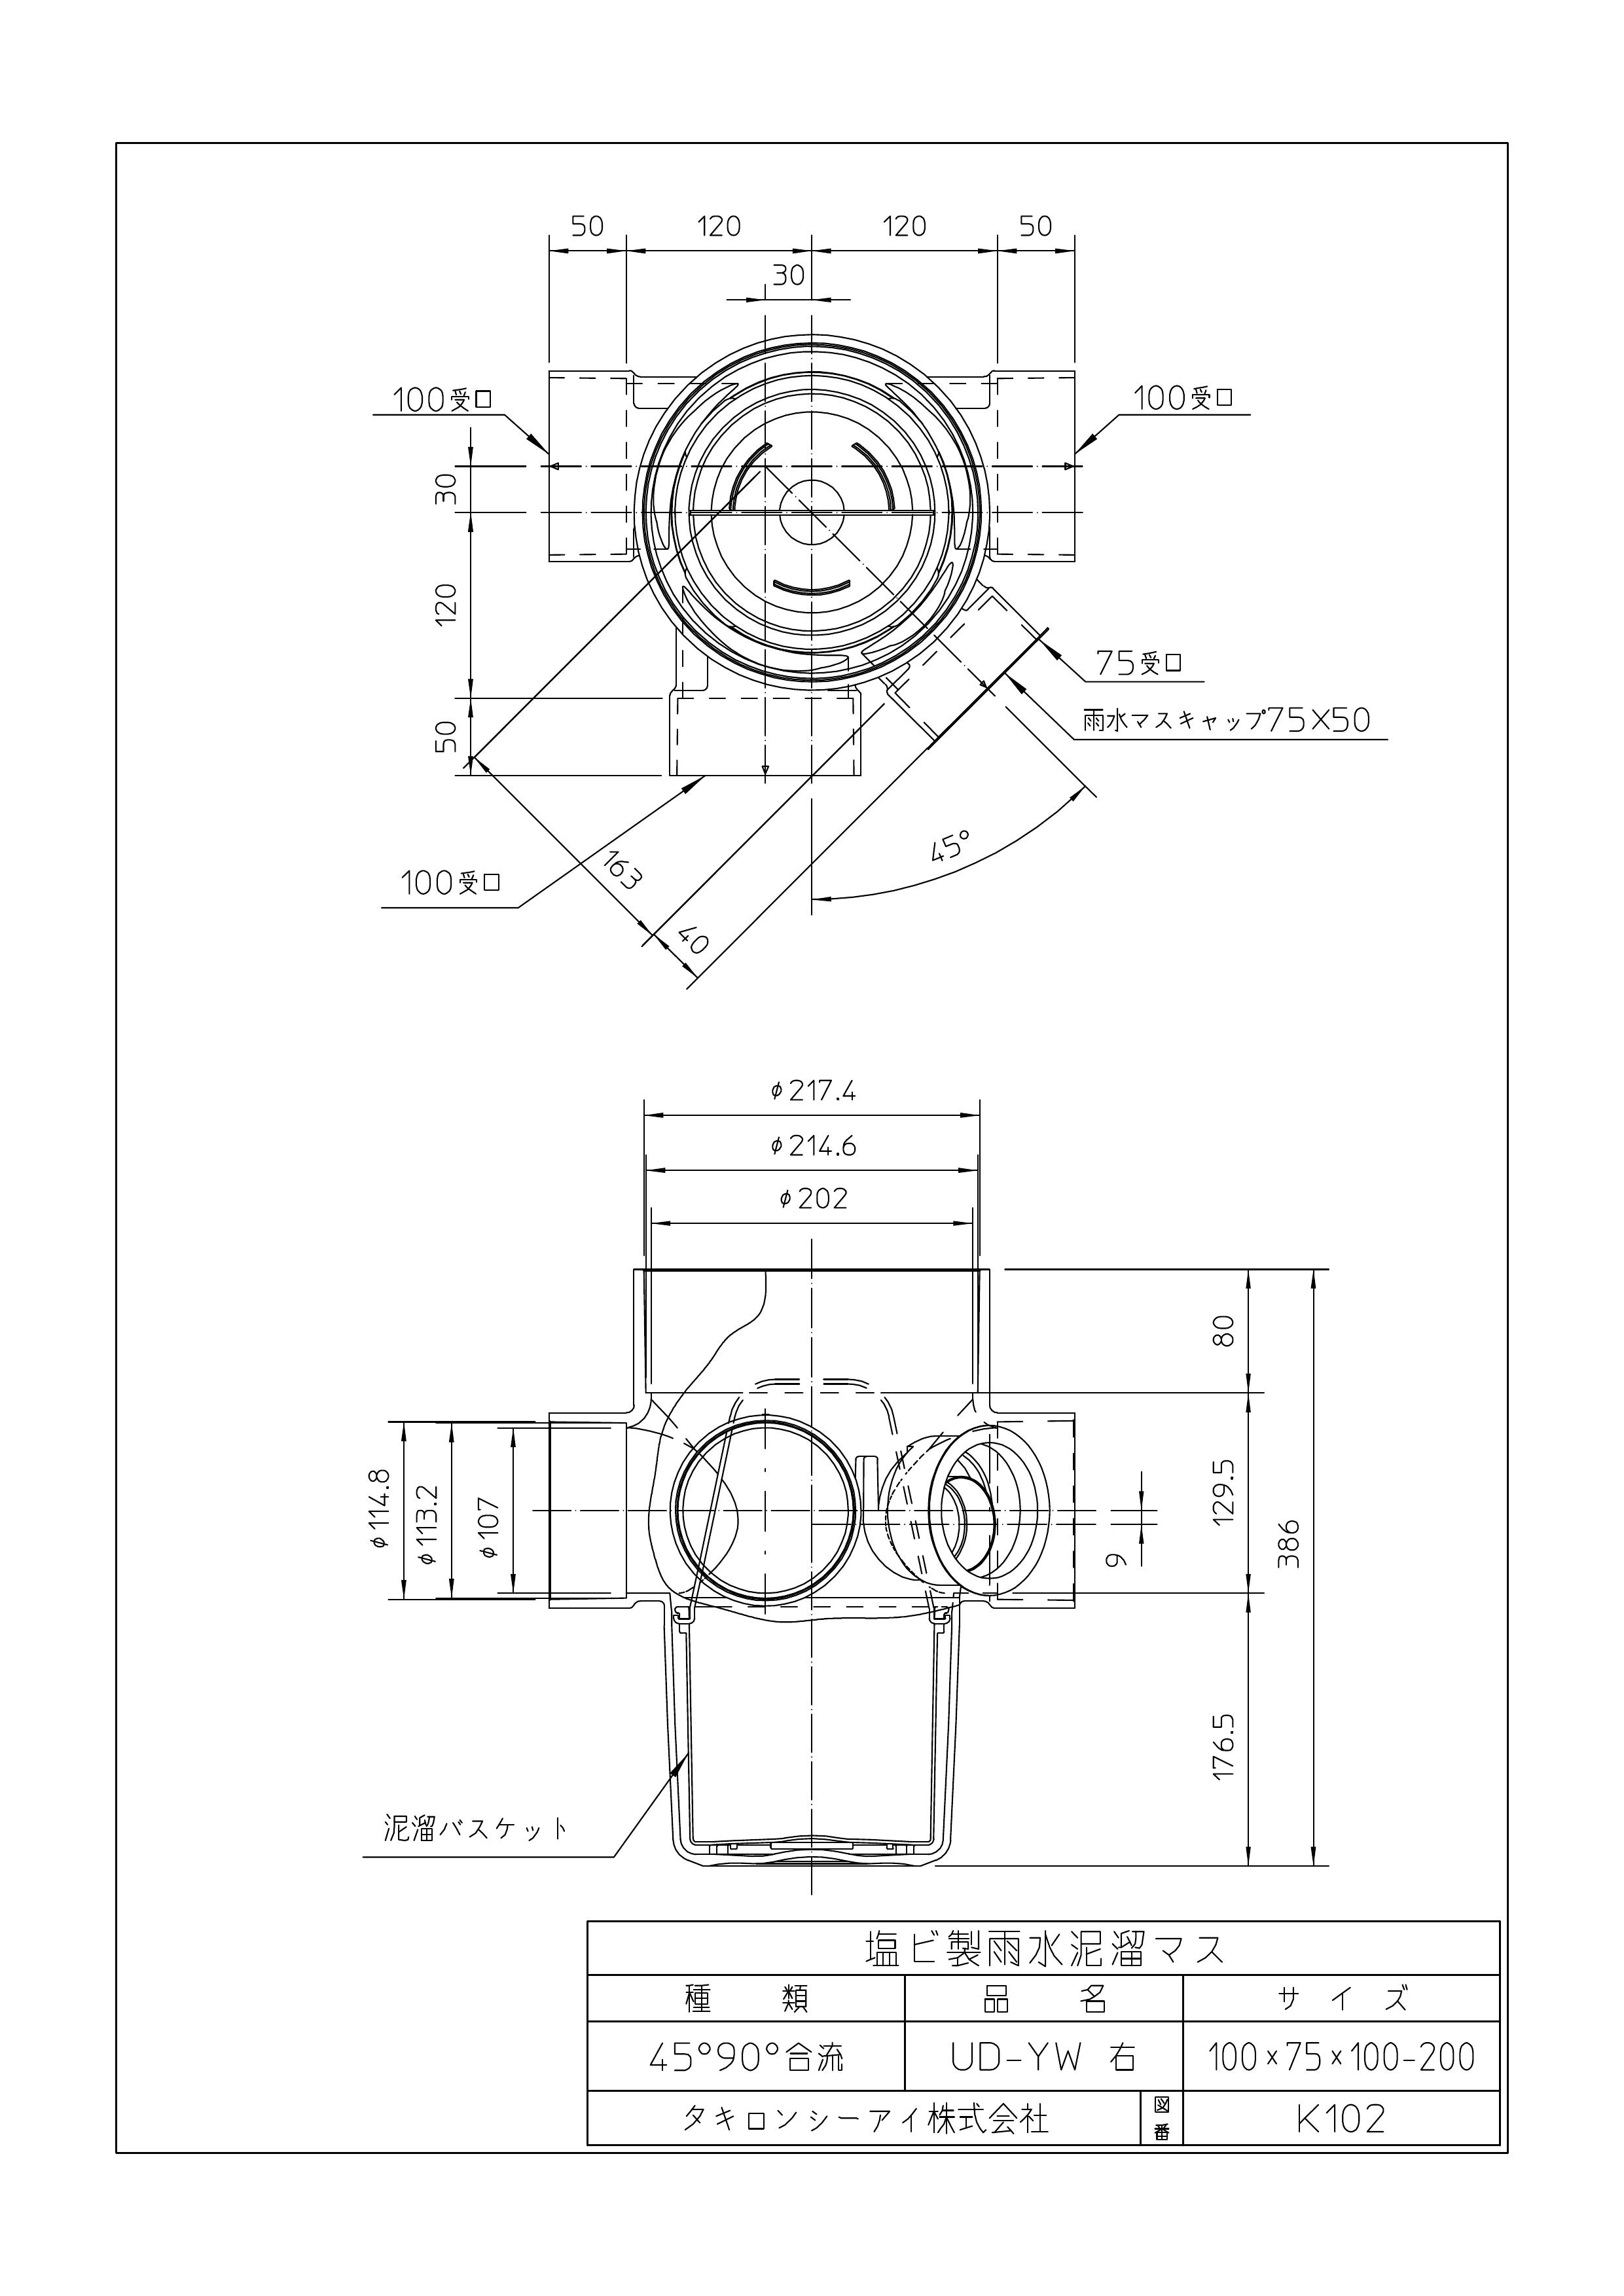 50 120 120 50
30
100受口 100受口
30
120
75受口
雨水マスキャップ75X50
50
45°
163
100受口
40
φ217.4
φ214.6
φ202
80
φ114.8 φ113.2 φ107 129.5
9
386
176.5
泥溜バスケット
塩ビ製雨水泥溜マス
種 類 品 名 サ イ ズ
45°90°合流 UD-YW 右 100×75×100-200
タキロンシーアイ株式会社 図番 K102